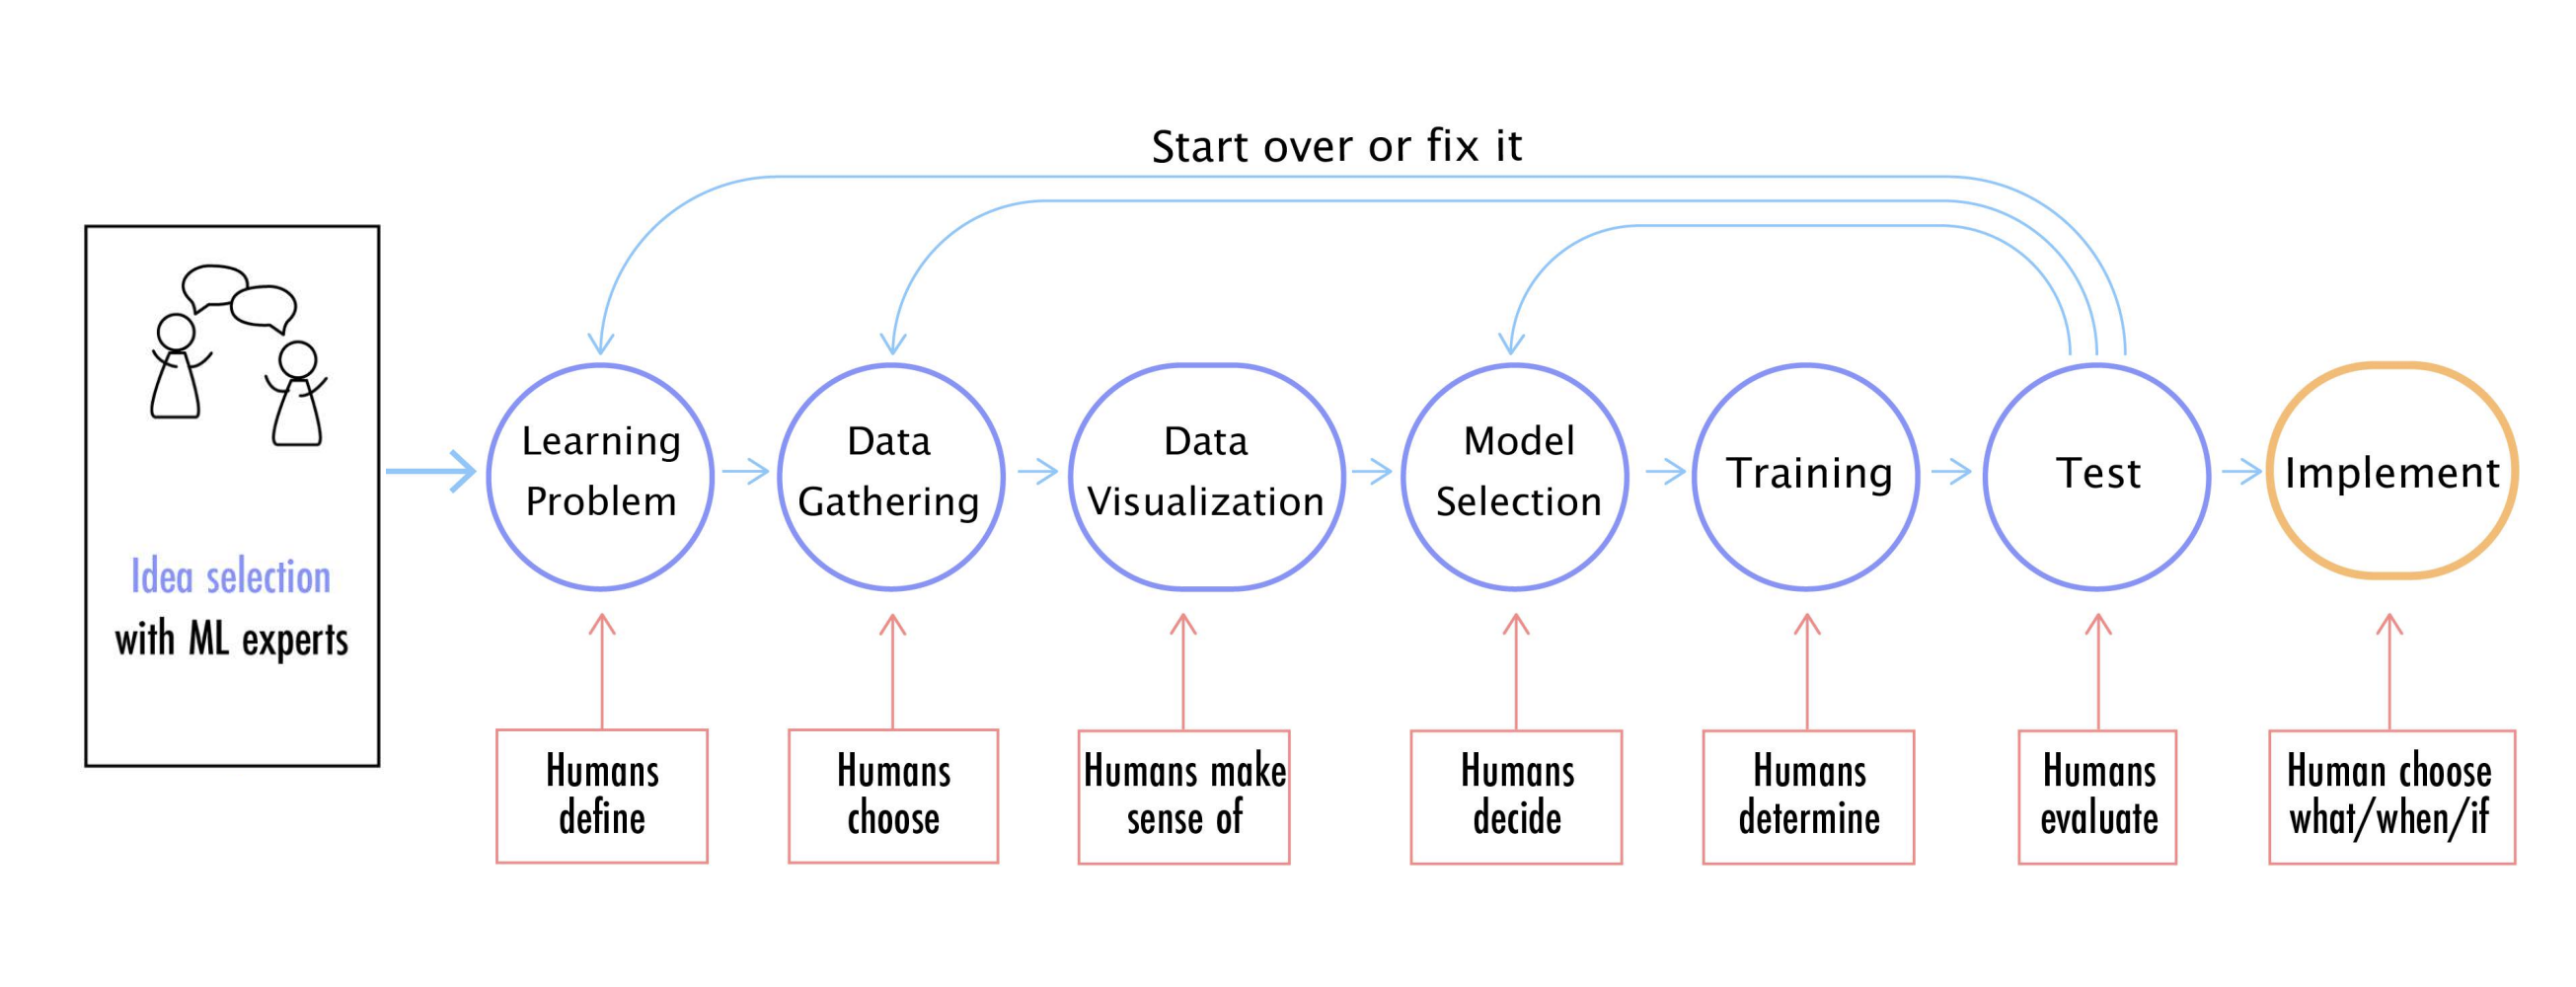 Start over or fix it
Idea selection
with ML experts
Learning
Problem
Data
Gathering
Data
Visualization
Model
Selection
Training
Test
Implement
Humans
define
Humans
choose
Humans make
sense of
Humans
decide
Humans
determine
Humans
evaluate
Human choose
what/when/if